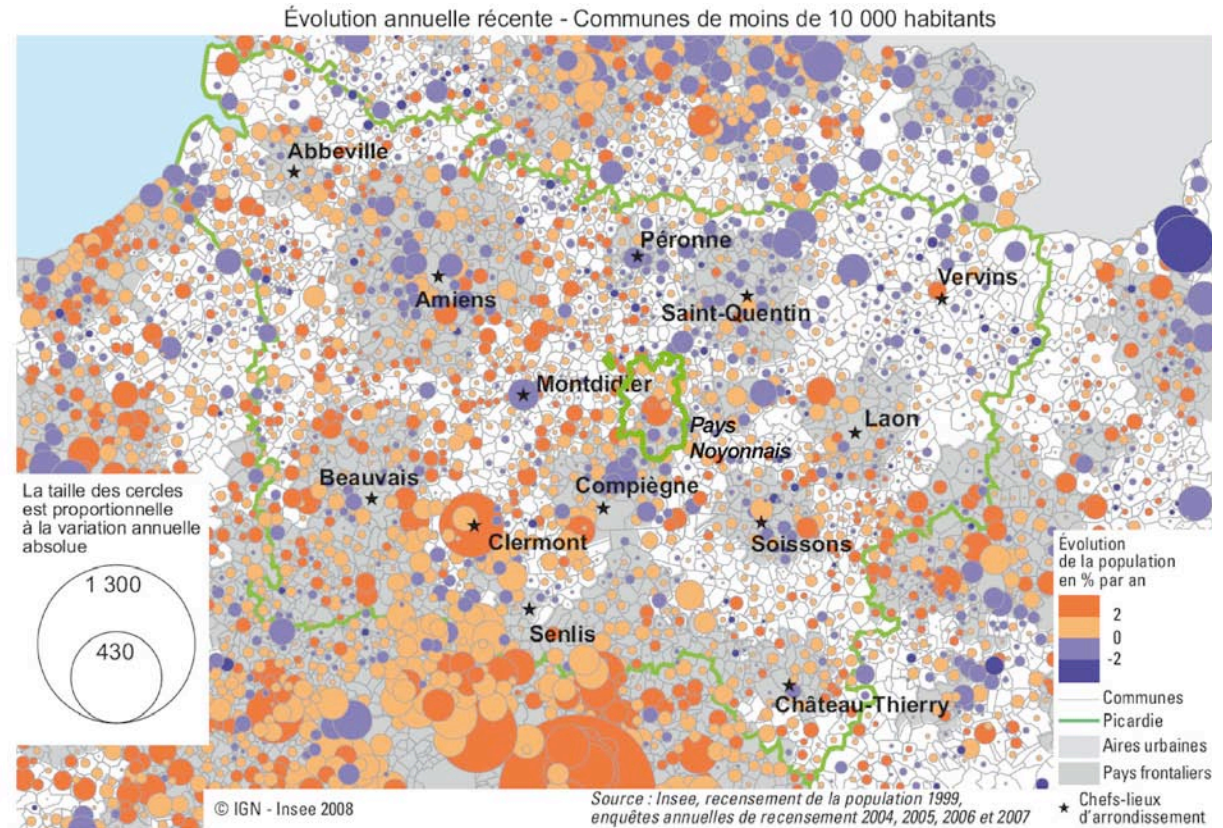 Évolution annuelle récente - Communes de moins de 10 000 habitants
Abbeville
Péronne
Amiens
Saint-Quentin
Vervins
Montdidier
Pays
Noyonnais
Laon
Beauvais
Compiègne
Clermont
Soissons
Senlis
Château-Thierry
La taille des cercles
est proportionnelle
à la variation annuelle
absolue
1 300
430
Évolution
de la population
en % par an
2
0
-2
Communes
Picardie
Aires urbaines
Pays frontaliers
Chefs-lieux
d'arrondissement
© IGN - Insee 2008
Source : Insee, recensement de la population 1999,
enquêtes annuelles de recensement 2004, 2005, 2006 et 2007